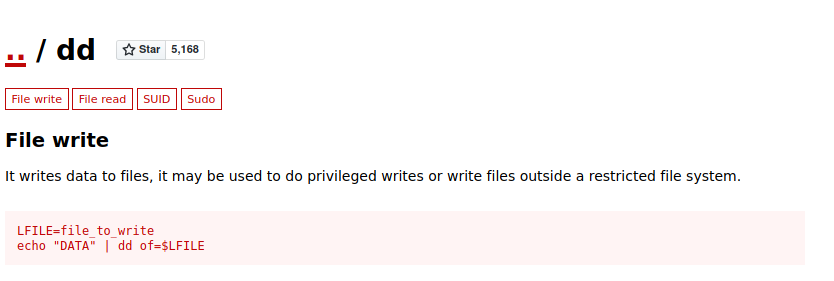 .. / dd Star 5,168
File write File read SUID Sudo
File write
It writes data to files, it may be used to do privileged writes or write files outside a restricted file system.
LFILE=file_to_write
echo "DATA" | dd of=$LFILE